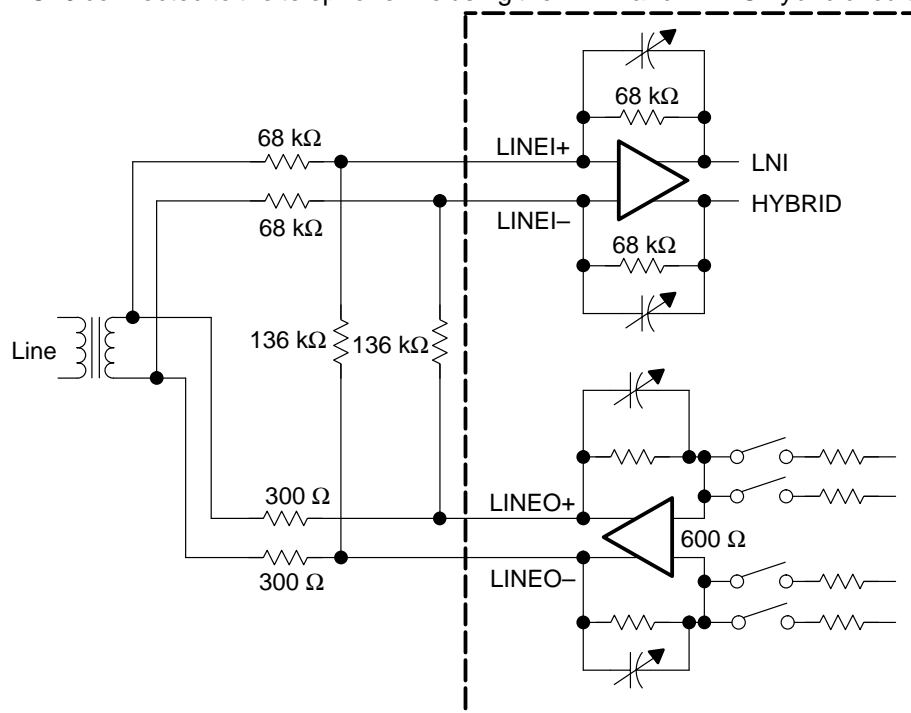 68 kΩ
68 kΩ
LINEI+
LNI
68 kΩ
LINEI–
HYBRID
68 kΩ
Line
136 kΩ
136 kΩ
300 Ω
LINEO+
600 Ω
300 Ω
LINEO–